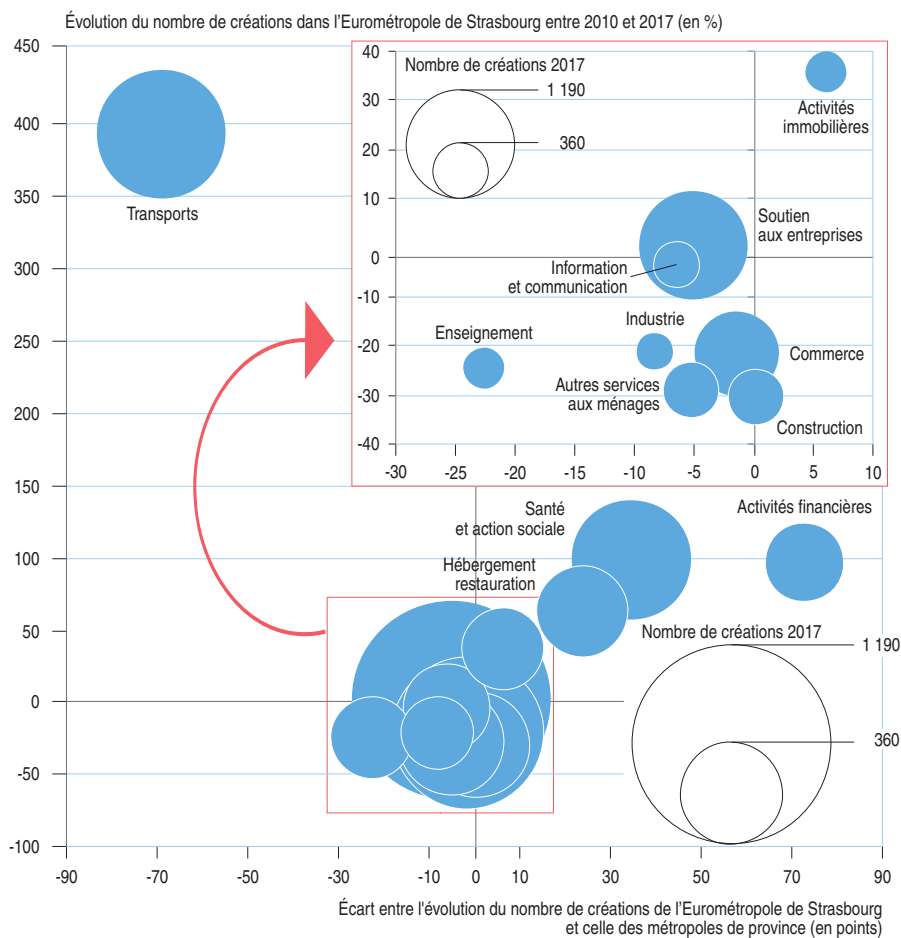 Évolution du nombre de créations dans l'Eurométropole de Strasbourg entre 2010 et 2017 (en %)
450
400
350
300
250
200
150
100
50
0
-50
-100
Transports
40
30
20
10
0
-10
-20
-30
-40
Nombre de créations 2017
1 190
360
Activités
immobilières
Soutien
aux entreprises
Information
et communication
Enseignement
Industrie
Commerce
Autres services
aux ménages
Construction
-30
-25
-20
-15
-10
-5
0
5
10
Santé
et action sociale
Activités financières
Hébergement
restauration
Nombre de créations 2017
1 190
360
-90
-70
-50
-30
-10
0
10
30
50
70
90
Écart entre l'évolution du nombre de créations de l'Eurométropole de Strasbourg
et celle des métropoles de province (en points)